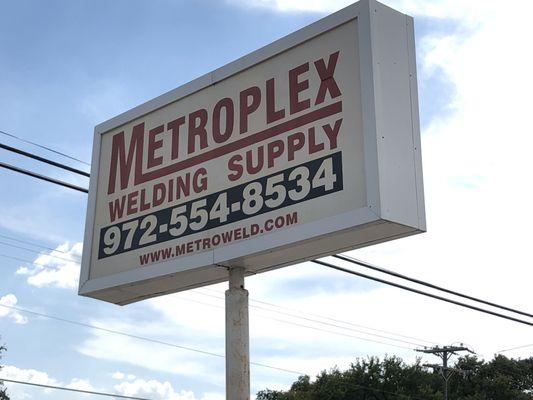 METROPLEX
WELDING SUPPLY
972-554-8534
WWW.METROWELD.COM